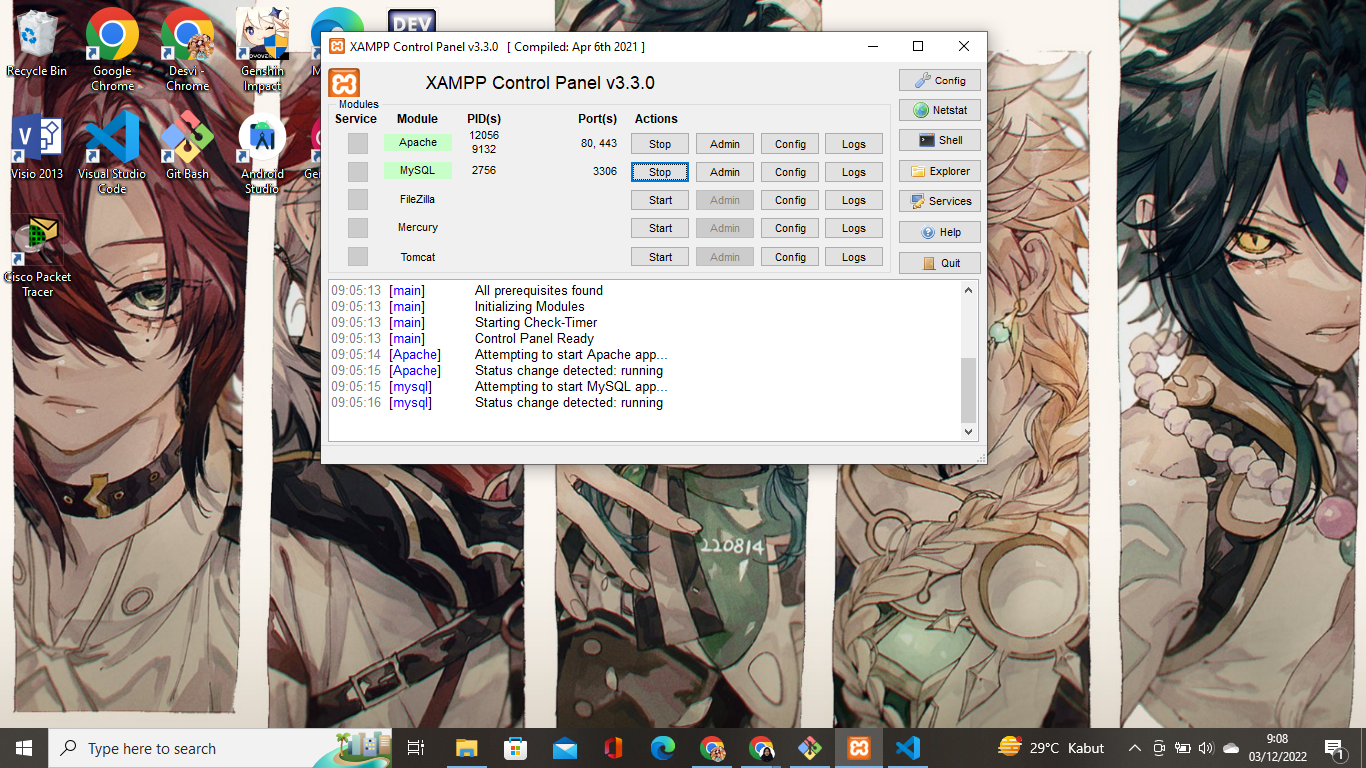 Recycle Bin
Google
Chrome
Desvi -
Chrome
Genshin
Impact
M
DEV
Visio 2013
Visual Studio
Code
Git Bash
Android
Studio
Ge
Cisco Packet
Tracer
XAMPP Control Panel v3.3.0 [ Compiled: Apr 6th 2021 ]
XAMPP Control Panel v3.3.0
Modules
Service Module PID(s) Port(s) Actions
Apache 12056 80, 443 Stop Admin Config Logs
9132
MySQL 2756 3306 Stop Admin Config Logs
FileZilla Start Admin Config Logs
Mercury Start Admin Config Logs
Tomcat Start Admin Config Logs
Config
Netstat
Shell
Explorer
Services
Help
Quit
09:05:13 [main] All prerequisites found
09:05:13 [main] Initializing Modules
09:05:13 [main] Starting Check-Timer
09:05:13 [main] Control Panel Ready
09:05:14 [Apache] Attempting to start Apache app...
09:05:15 [Apache] Status change detected: running
09:05:15 [mysql] Attempting to start MySQL app...
09:05:16 [mysql] Status change detected: running
220814
Type here to search
29°C Kabut
9:08
03/12/2022
1